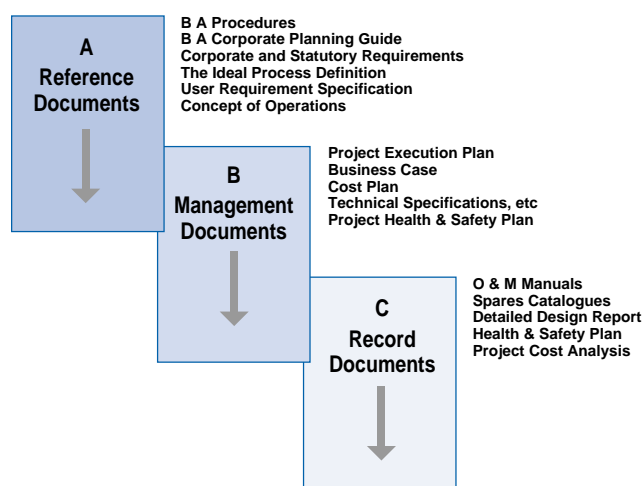 A
Reference
Documents
B A Procedures
B A Corporate Planning Guide
Corporate and Statutory Requirements
The Ideal Process Definition
User Requirement Specification
Concept of Operations
B
Management
Documents
Project Execution Plan
Business Case
Cost Plan
Technical Specifications, etc
Project Health & Safety Plan
C
Record
Documents
O & M Manuals
Spares Catalogues
Detailed Design Report
Health & Safety Plan
Project Cost Analysis